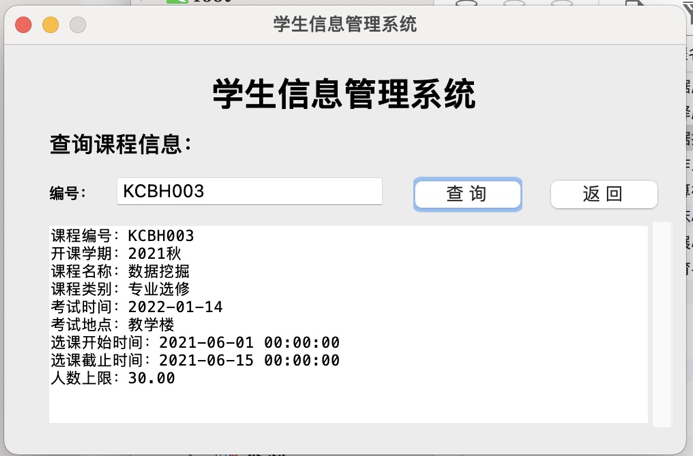 学生信息管理系统
学生信息管理系统
查询课程信息：
编号： KCBH003 查 询 返 回
课程编号：KCBH003
开课学期：2021秋
课程名称：数据挖掘
课程类别：专业选修
考试时间：2022-01-14
考试地点：教学楼
选课开始时间：2021-06-01 00:00:00
选课截止时间：2021-06-15 00:00:00
人数上限：30.00